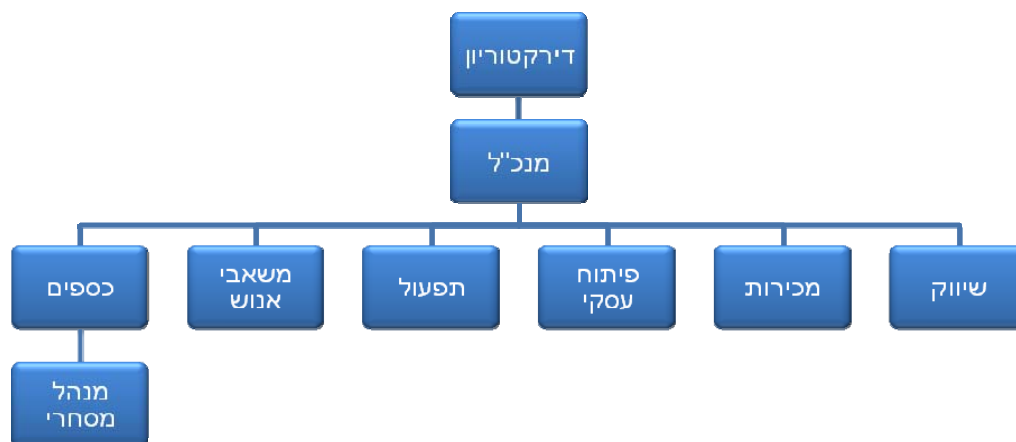 דירקטוריון
מנכ''ל
שיווק
מכירות
פיתוח
עסקי
תפעול
משאבי
אנוש
כספים
מנהל
מסחרי